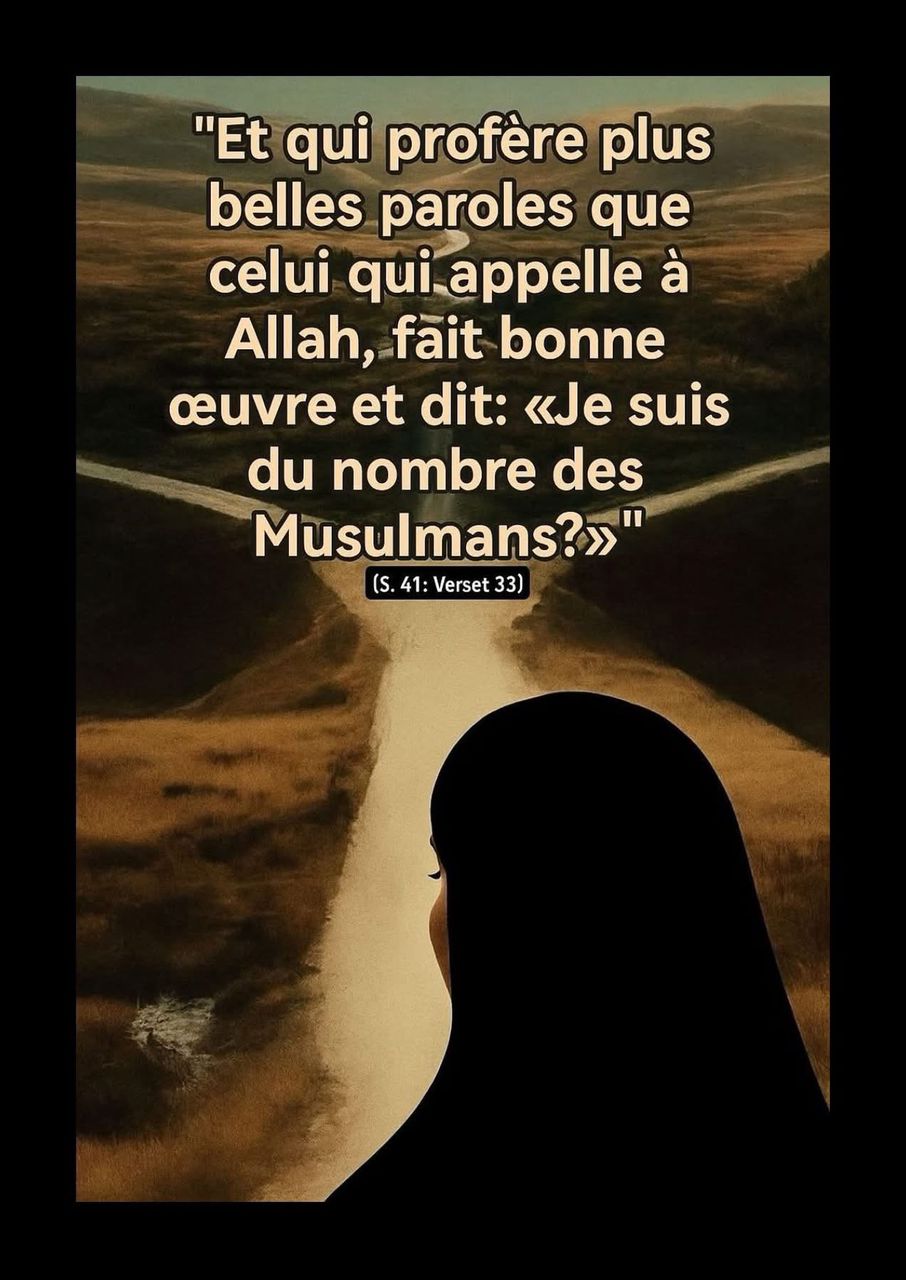 "Et qui profère plus
belles paroles que
celui qui appelle à
Allah, fait bonne
œuvre et dit: «Je suis
du nombre des
Musulmans?»"
(S. 41: Verset 33)